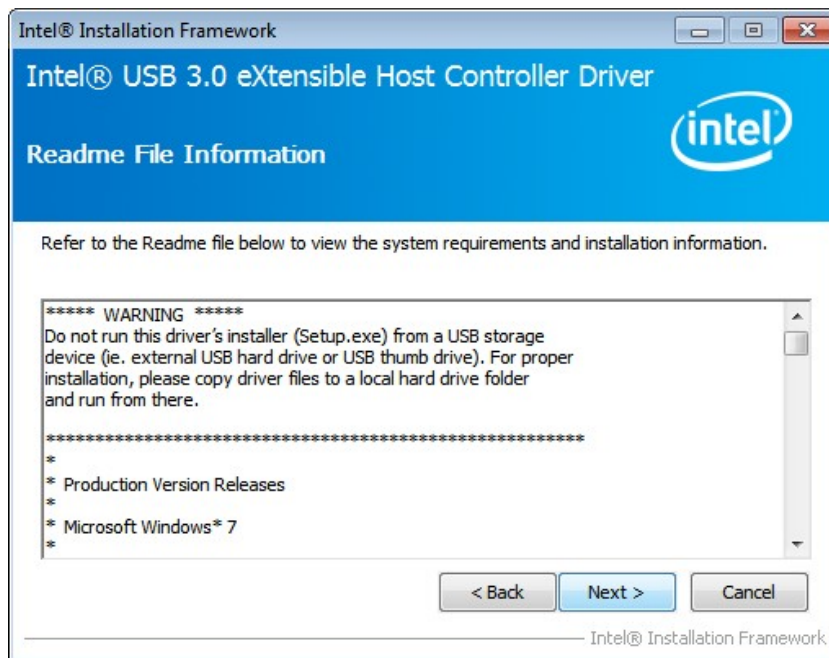 Intel® Installation Framework
Intel® USB 3.0 eXtensible Host Controller Driver
intel®
Readme File Information
Refer to the Readme file below to view the system requirements and installation information.
***** WARNING *****
Do not run this driver’s installer (Setup.exe) from a USB storage
device (ie. external USB hard drive or USB thumb drive). For proper
installation, please copy driver files to a local hard drive folder
and run from there.
*******************************************************
*
* Production Version Releases
*
* Microsoft Windows* 7
*
< Back
Next >
Cancel
Intel® Installation Framework